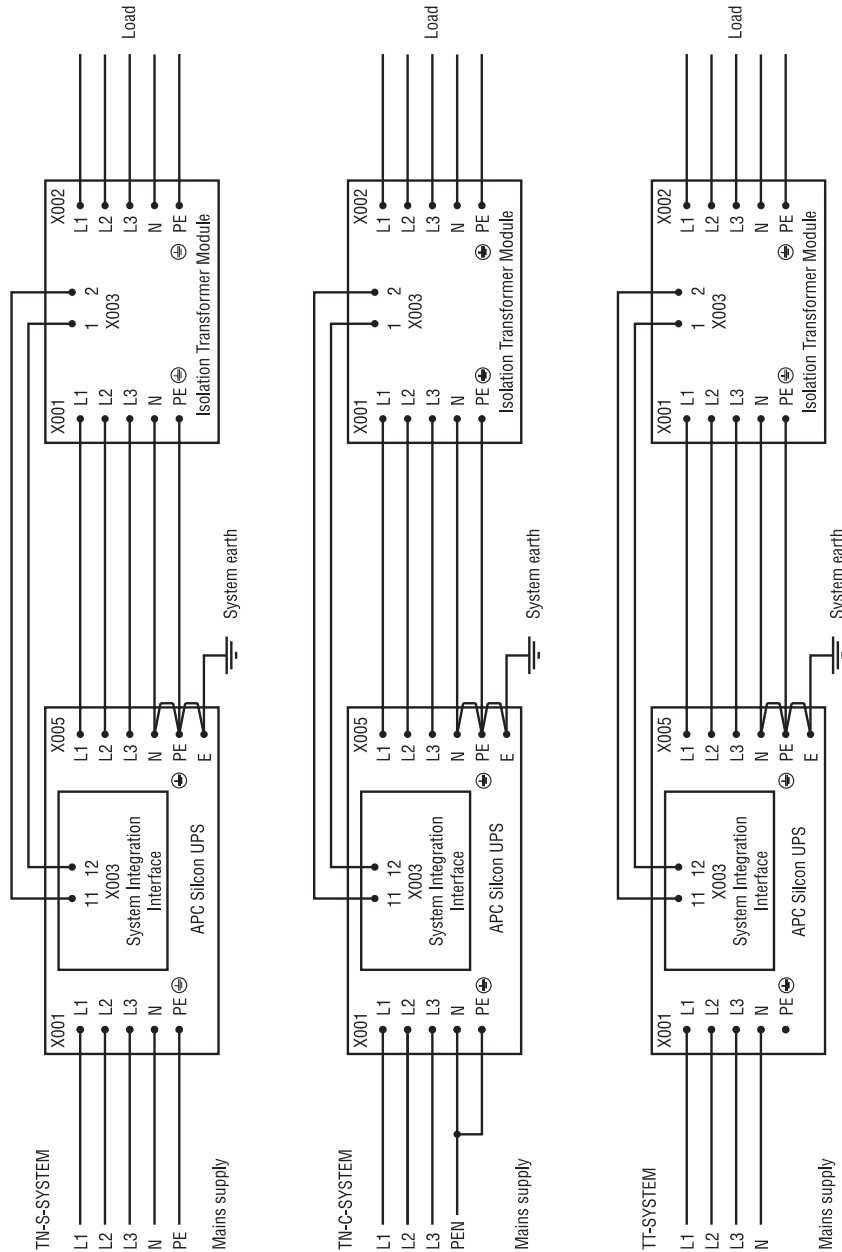 TN-S-SYSTEM
L1
L2
L3
N
PE
Mains supply
X001
L1
L2
L3
N
PE
11 12
X003
System Integration
Interface
APC Silcon UPS
X005
L1
L2
L3
N
PE
E
System earth
X001
L1
L2
L3
N
PE
1 2
X003
Isolation Transformer Module
X002
L1
L2
L3
N
PE
Load
TN-C-SYSTEM
L1
L2
L3
PEN
Mains supply
X001
L1
L2
L3
N
PE
11 12
X003
System Integration
Interface
APC Silcon UPS
X005
L1
L2
L3
N
PE
E
System earth
X001
L1
L2
L3
N
PE
1 2
X003
Isolation Transformer Module
X002
L1
L2
L3
N
PE
Load
TT-SYSTEM
L1
L2
L3
N
Mains supply
X001
L1
L2
L3
N
PE
11 12
X003
System Integration
Interface
APC Silcon UPS
X005
L1
L2
L3
N
PE
E
System earth
X001
L1
L2
L3
N
PE
1 2
X003
Isolation Transformer Module
X002
L1
L2
L3
N
PE
Load